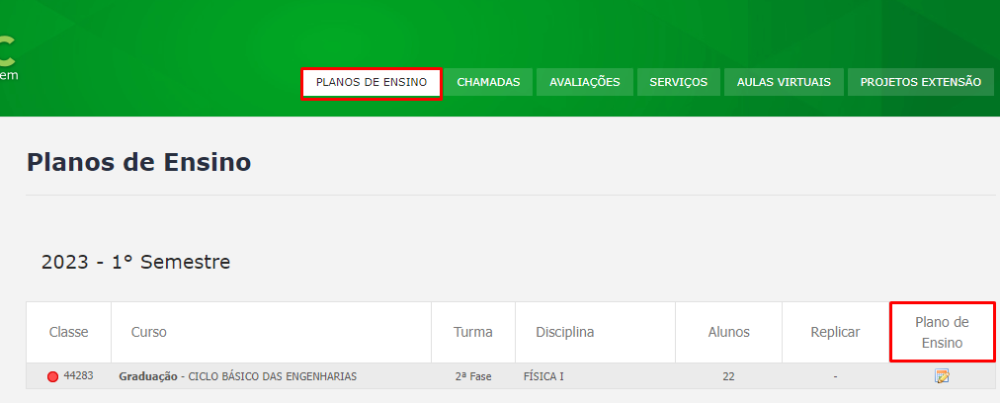 C
em
PLANOS DE ENSINO CHAMADAS AVALIAÇÕES SERVIÇOS AULAS VIRTUAIS PROJETOS EXTENSÃO
Planos de Ensino
2023 - 1° Semestre
Classe Curso Turma Disciplina Alunos Replicar Plano de
Ensino
44283 Graduação - CICLO BÁSICO DAS ENGENHARIAS 2ª Fase FÍSICA I 22 -